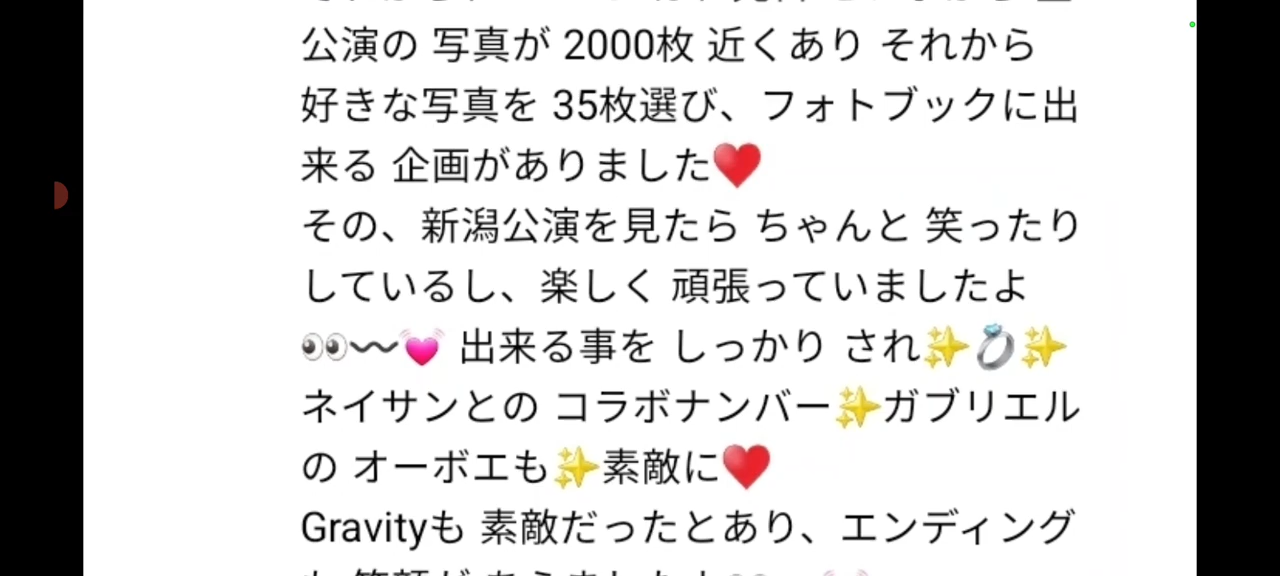 公演の 写真が 2000枚 近くあり それから
好きな写真を 35枚選び、フォトブックに出
来る 企画がありました♥️
その、新潟公演を見たら ちゃんと 笑ったり
しているし、楽しく 頑張っていましたよ
👀〰️💓 出来る事を しっかり され✨💍✨
ネイサンとの コラボナンバー✨ガブリエル
の オーボエも✨素敵に♥️
Gravityも 素敵だったとあり、エンディング